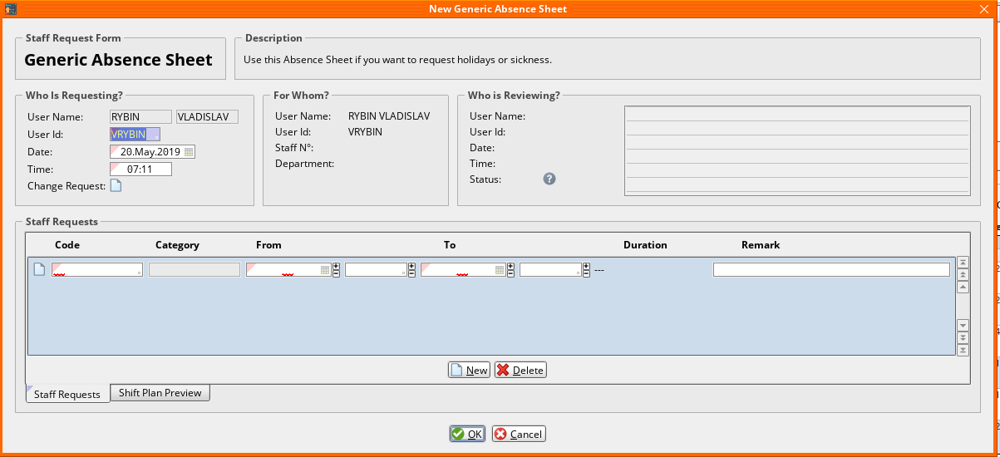 New Generic Absence Sheet
Staff Request Form
Generic Absence Sheet
Description
Use this Absence Sheet if you want to request holidays or sickness.
Who Is Requesting?
User Name: RYBIN VLADISLAV
User Id: VRYBIN
Date: 20.May.2019
Time: 07:11
Change Request:
For Whom?
User Name: RYBIN VLADISLAV
User Id: VRYBIN
Staff N°:
Department:
Who is Reviewing?
User Name:
User Id:
Date:
Time:
Status: ?
Staff Requests
Code Category From To Duration Remark
---
New Delete
Staff Requests Shift Plan Preview
OK Cancel